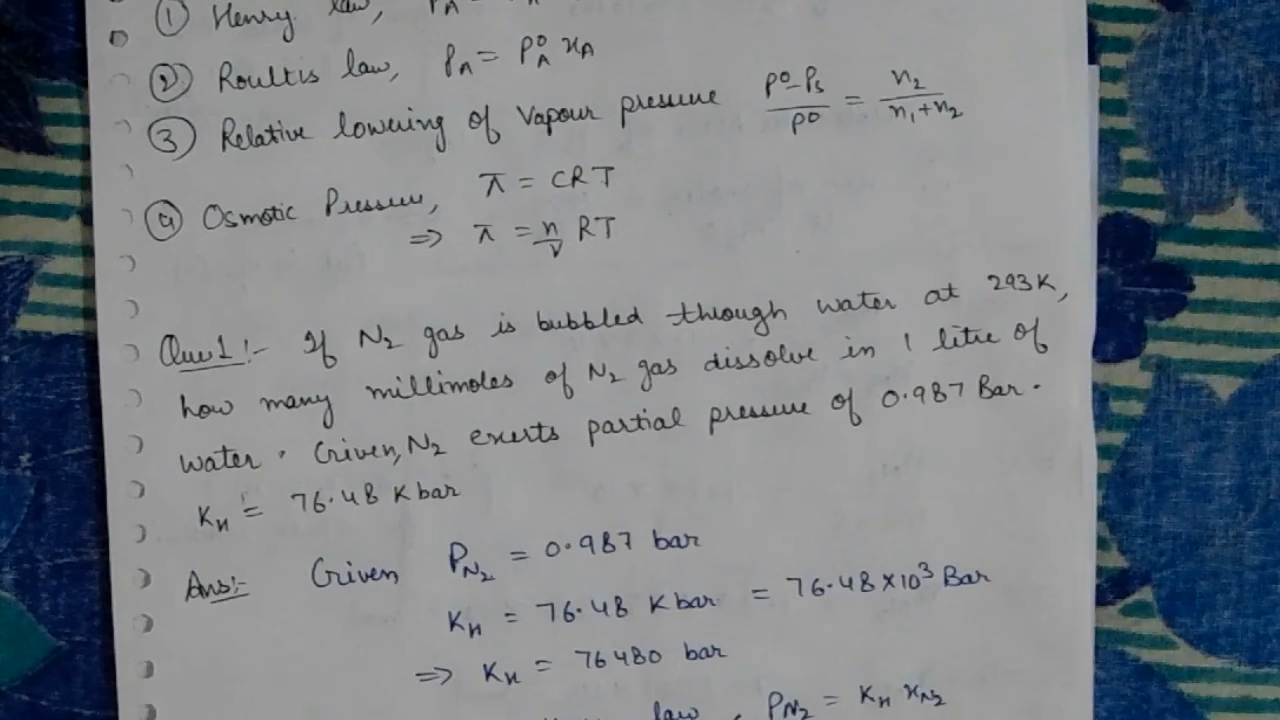 ① Henry law, PA =
② Roultis law, PA = P°A xA
③ Relative lowering of vapour pressure P°-Ps/P° = n2/n1+n2
④ Osmotic Pressure, π = CRT
⇒ π = n/v RT
Que1:- If N2 gas is bubbled through water at 293K,
how many millimoles of N2 gas dissolve in 1 litre of
water. Given, N2 exerts partial pressure of 0.987 Bar.
KH = 76.48 K bar
Ans:- Given PN2 = 0.987 bar
KH = 76.48 K bar = 76.48×10³ Bar
⇒ KH = 76480 bar
law, PN2 = KH xN2